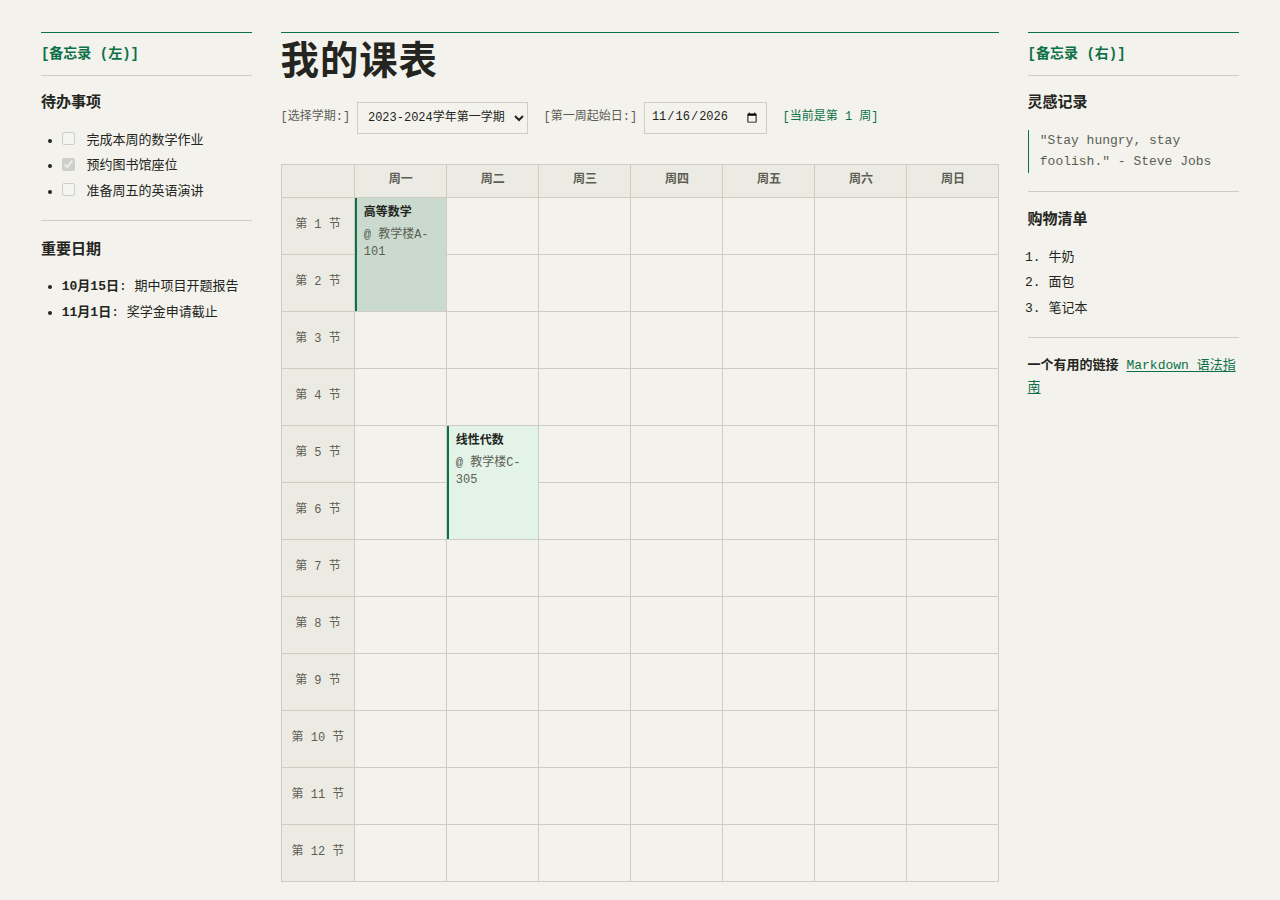 [备忘录 (左)]
待办事项
完成本周的数学作业
预约图书馆座位
准备周五的英语演讲
重要日期
10月15日: 期中项目开题报告
11月1日: 奖学金申请截止
我的课表
[选择学期:] 2023-2024学年第一学期 [第一周起始日:] 11/16/2026 [当前是第 1 周]
周一 周二 周三 周四 周五 周六 周日
第 1 节
高等数学
@ 教学楼A-
101
第 2 节
第 3 节
第 4 节
第 5 节
线性代数
@ 教学楼C-
305
第 6 节
第 7 节
第 8 节
第 9 节
第 10 节
第 11 节
第 12 节
[备忘录 (右)]
灵感记录
"Stay hungry, stay
foolish." - Steve Jobs
购物清单
1. 牛奶
2. 面包
3. 笔记本
一个有用的链接 Markdown 语法指
南